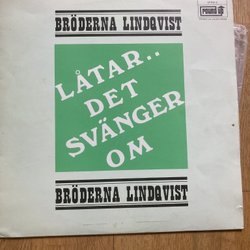 BRÖDERNA LINDQVIST
LÅTAR..
DET
SVÄNGER
OM
BRÖDERNA LINDQVIST